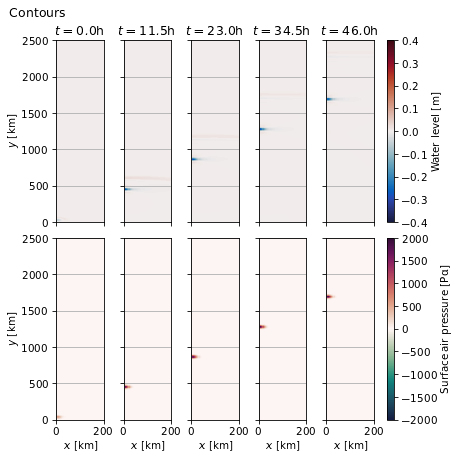 Contours
t = 0.0h
t = 11.5h
t = 23.0h
t = 34.5h
t = 46.0h
2500
2000
1500
1000
500
0
y [km]
0.4
0.3
0.2
0.1
0.0
−0.1
−0.2
−0.3
−0.4
Water level [m]
2500
2000
1500
1000
500
0
y [km]
0 200
0 200
0 200
0 200
0 200
x [km]
x [km]
x [km]
x [km]
x [km]
2000
1500
1000
500
0
−500
−1000
−1500
−2000
Surface air pressure [Pa]